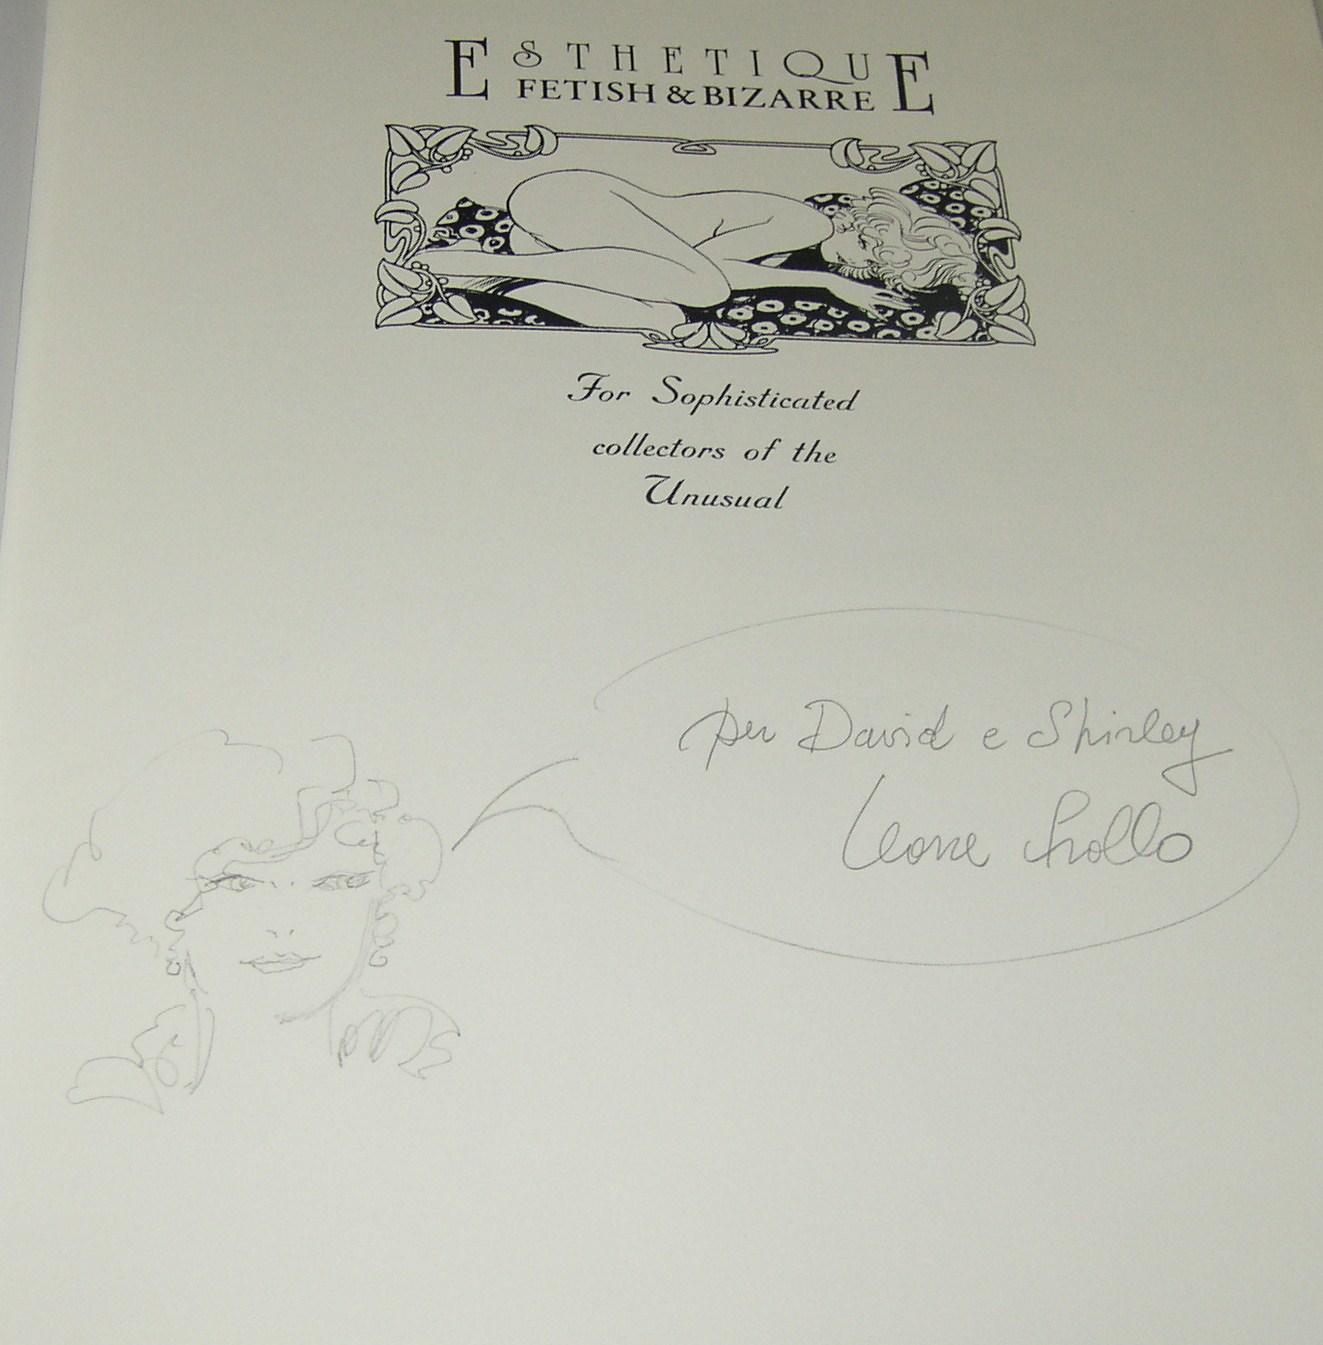 ESTHETIQUE
FETISH & BIZARRE
For Sophisticated
collectors of the
Unusual
per David e Shirley
Leone Frollo